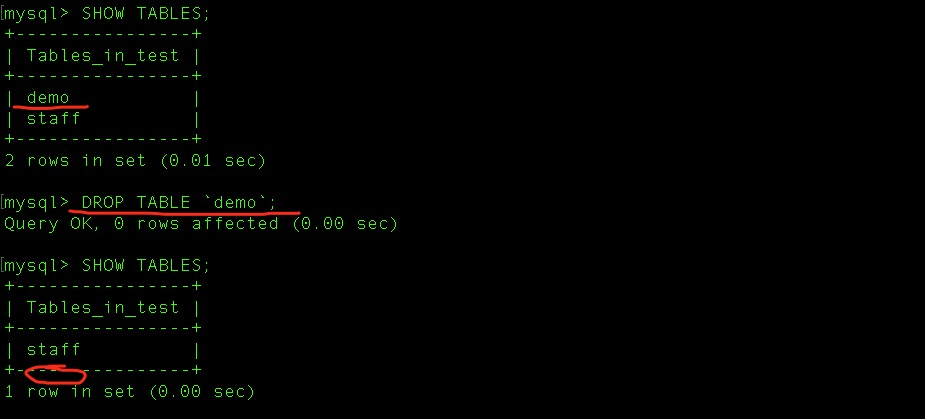 [mysql> SHOW TABLES;
+----------------+
| Tables_in_test |
+----------------+
| demo           |
| staff          |
+----------------+
2 rows in set (0.01 sec)
[mysql> DROP TABLE `demo`;
Query OK, 0 rows affected (0.00 sec)
[mysql> SHOW TABLES;
+----------------+
| Tables_in_test |
+----------------+
| staff          |
+----------------+
1 row in set (0.00 sec)